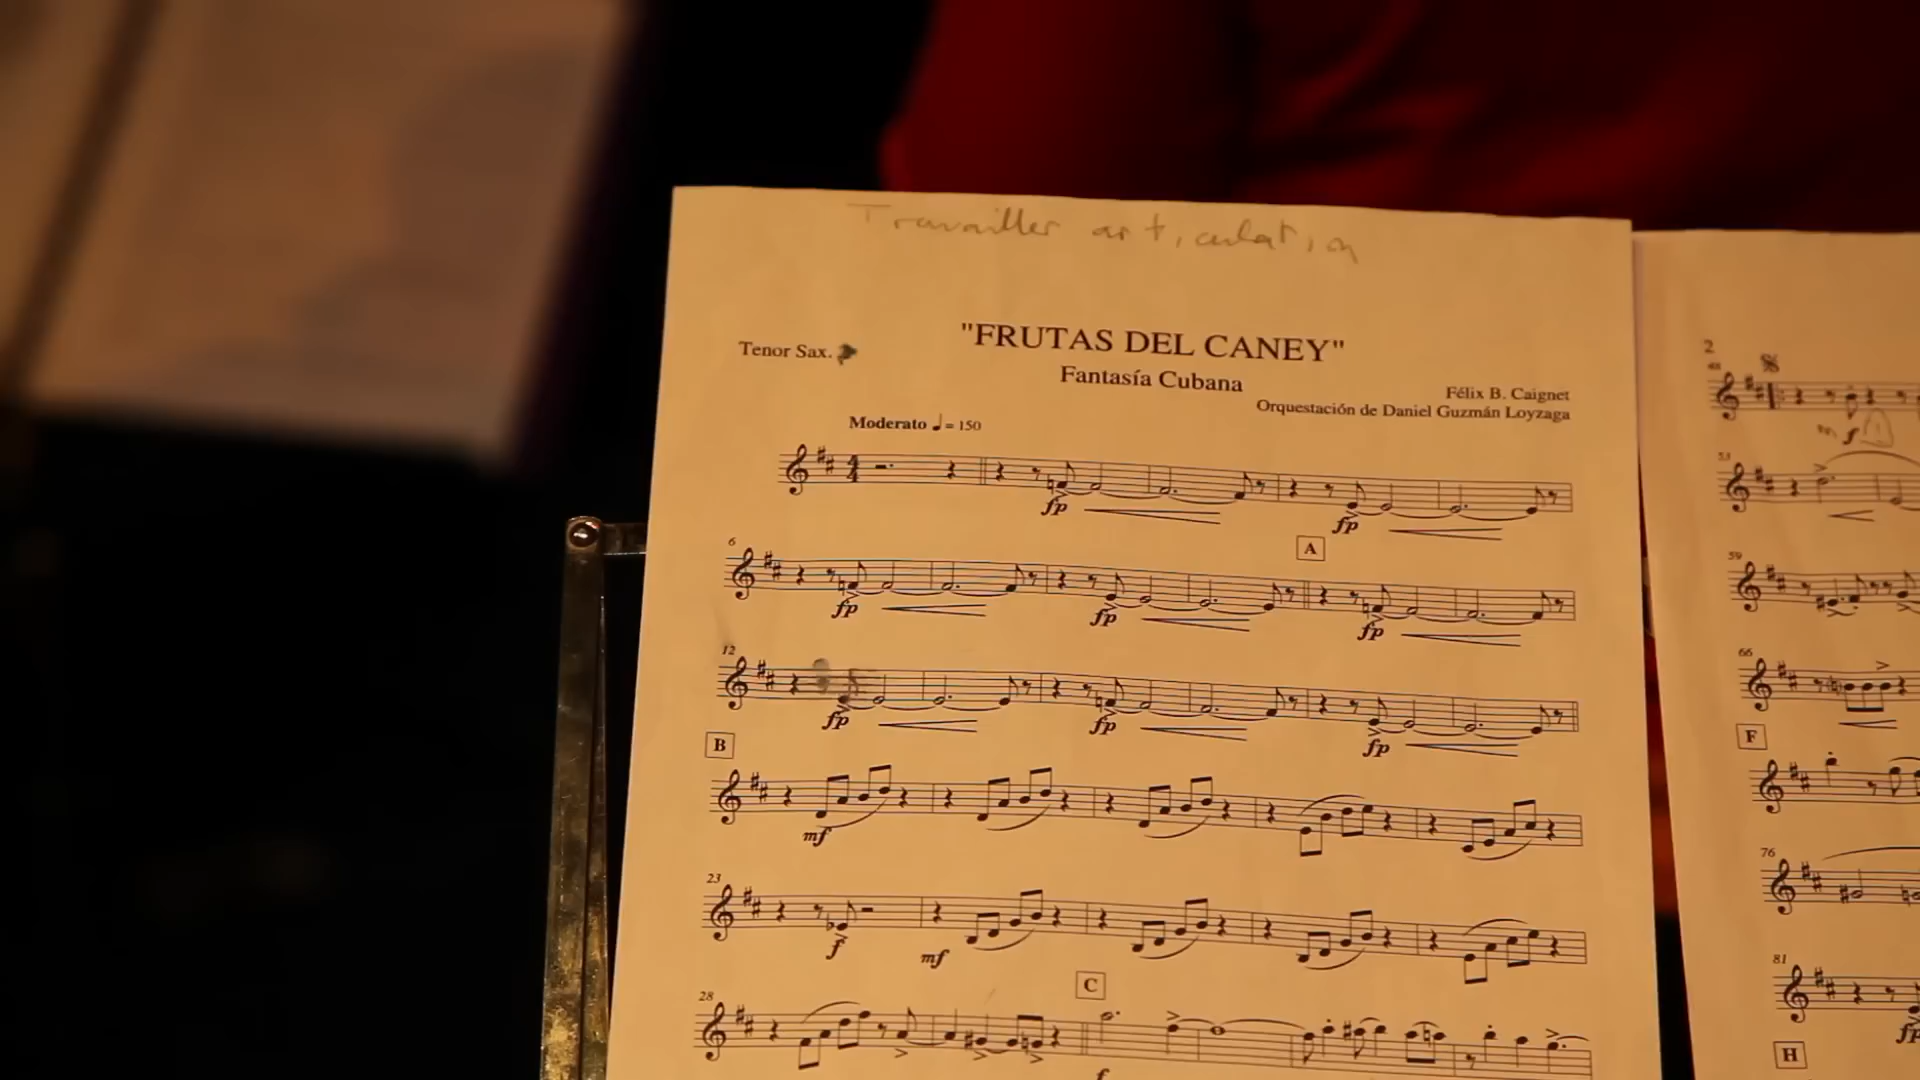 Travailler articulation
"FRUTAS DEL CANEY"
Tenor Sax.
Fantasía Cubana
Félix B. Caignet
Orquestación de Daniel Guzmán Loyzaga
Moderato ♩ = 150
fp fp
A
6
fp fp fp
12
fp fp fp
B
mf
23
f mf
C
28
f
2
48
f
53
59
66
F
76
81
fp
H